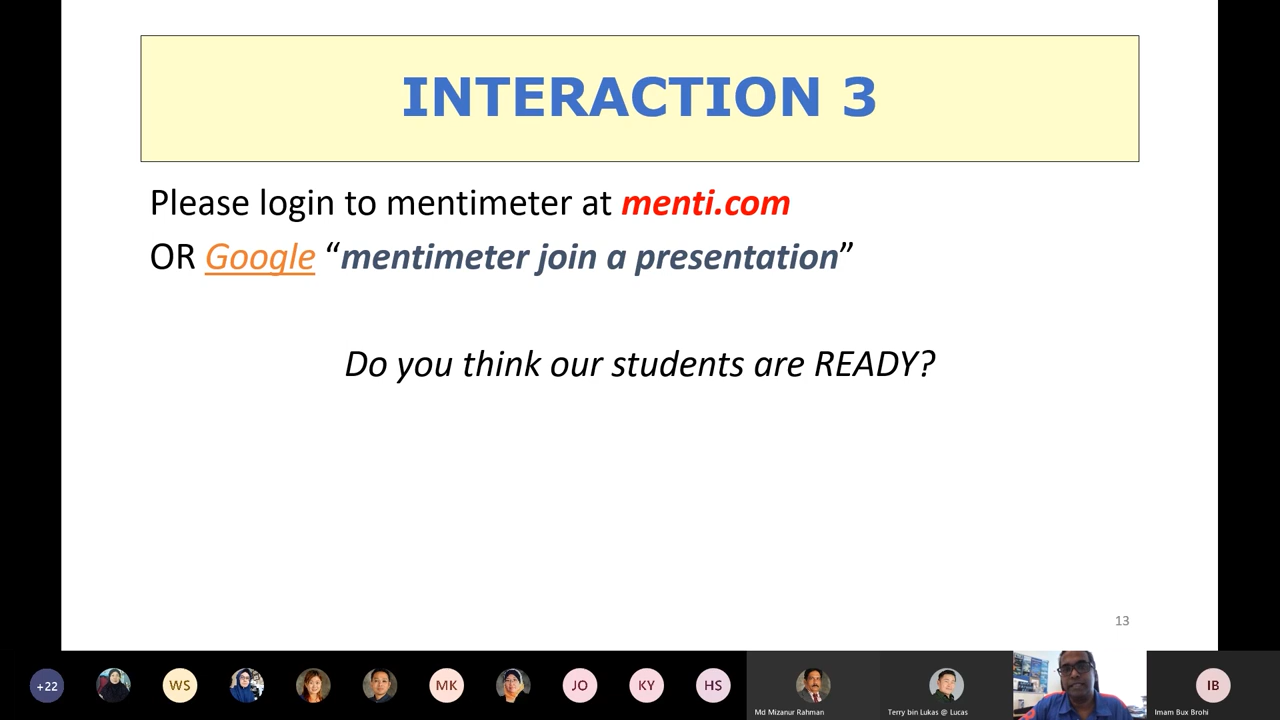 INTERACTION 3
Please login to mentimeter at menti.com
OR Google “mentimeter join a presentation”
Do you think our students are READY?
13
+22
WS
MK
JO
KY
HS
Md Mizanur Rahman
Terry bin Lukas @ Lucas
IB
Imam Bux Brohi